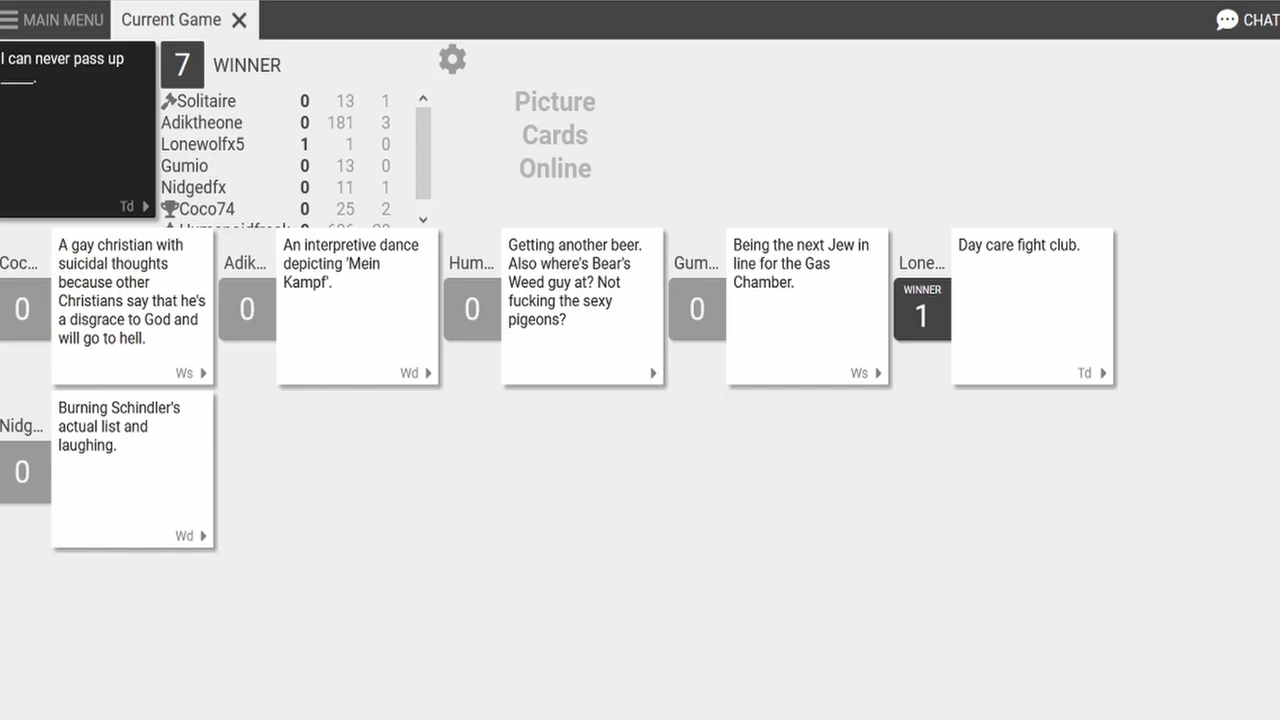 MAIN MENU
Current Game
CHAT
I can never pass up
____.
Td
7 WINNER
Solitaire 0 13 1
Adiktheone 0 181 3
Lonewolfx5 1 1 0
Gumio 0 13 0
Nidgedfx 0 11 1
Coco74 0 25 2
Picture
Cards
Online
Coc...
0
A gay christian with
suicidal thoughts
because other
Christians say that he's
a disgrace to God and
will go to hell.
Ws
Adik...
0
An interpretive dance
depicting 'Mein
Kampf'.
Wd
Hum...
0
Getting another beer.
Also where's Bear's
Weed guy at? Not
fucking the sexy
pigeons?
Gum...
0
Being the next Jew in
line for the Gas
Chamber.
Ws
Lone...
WINNER
1
Day care fight club.
Td
Nidg...
0
Burning Schindler's
actual list and
laughing.
Wd